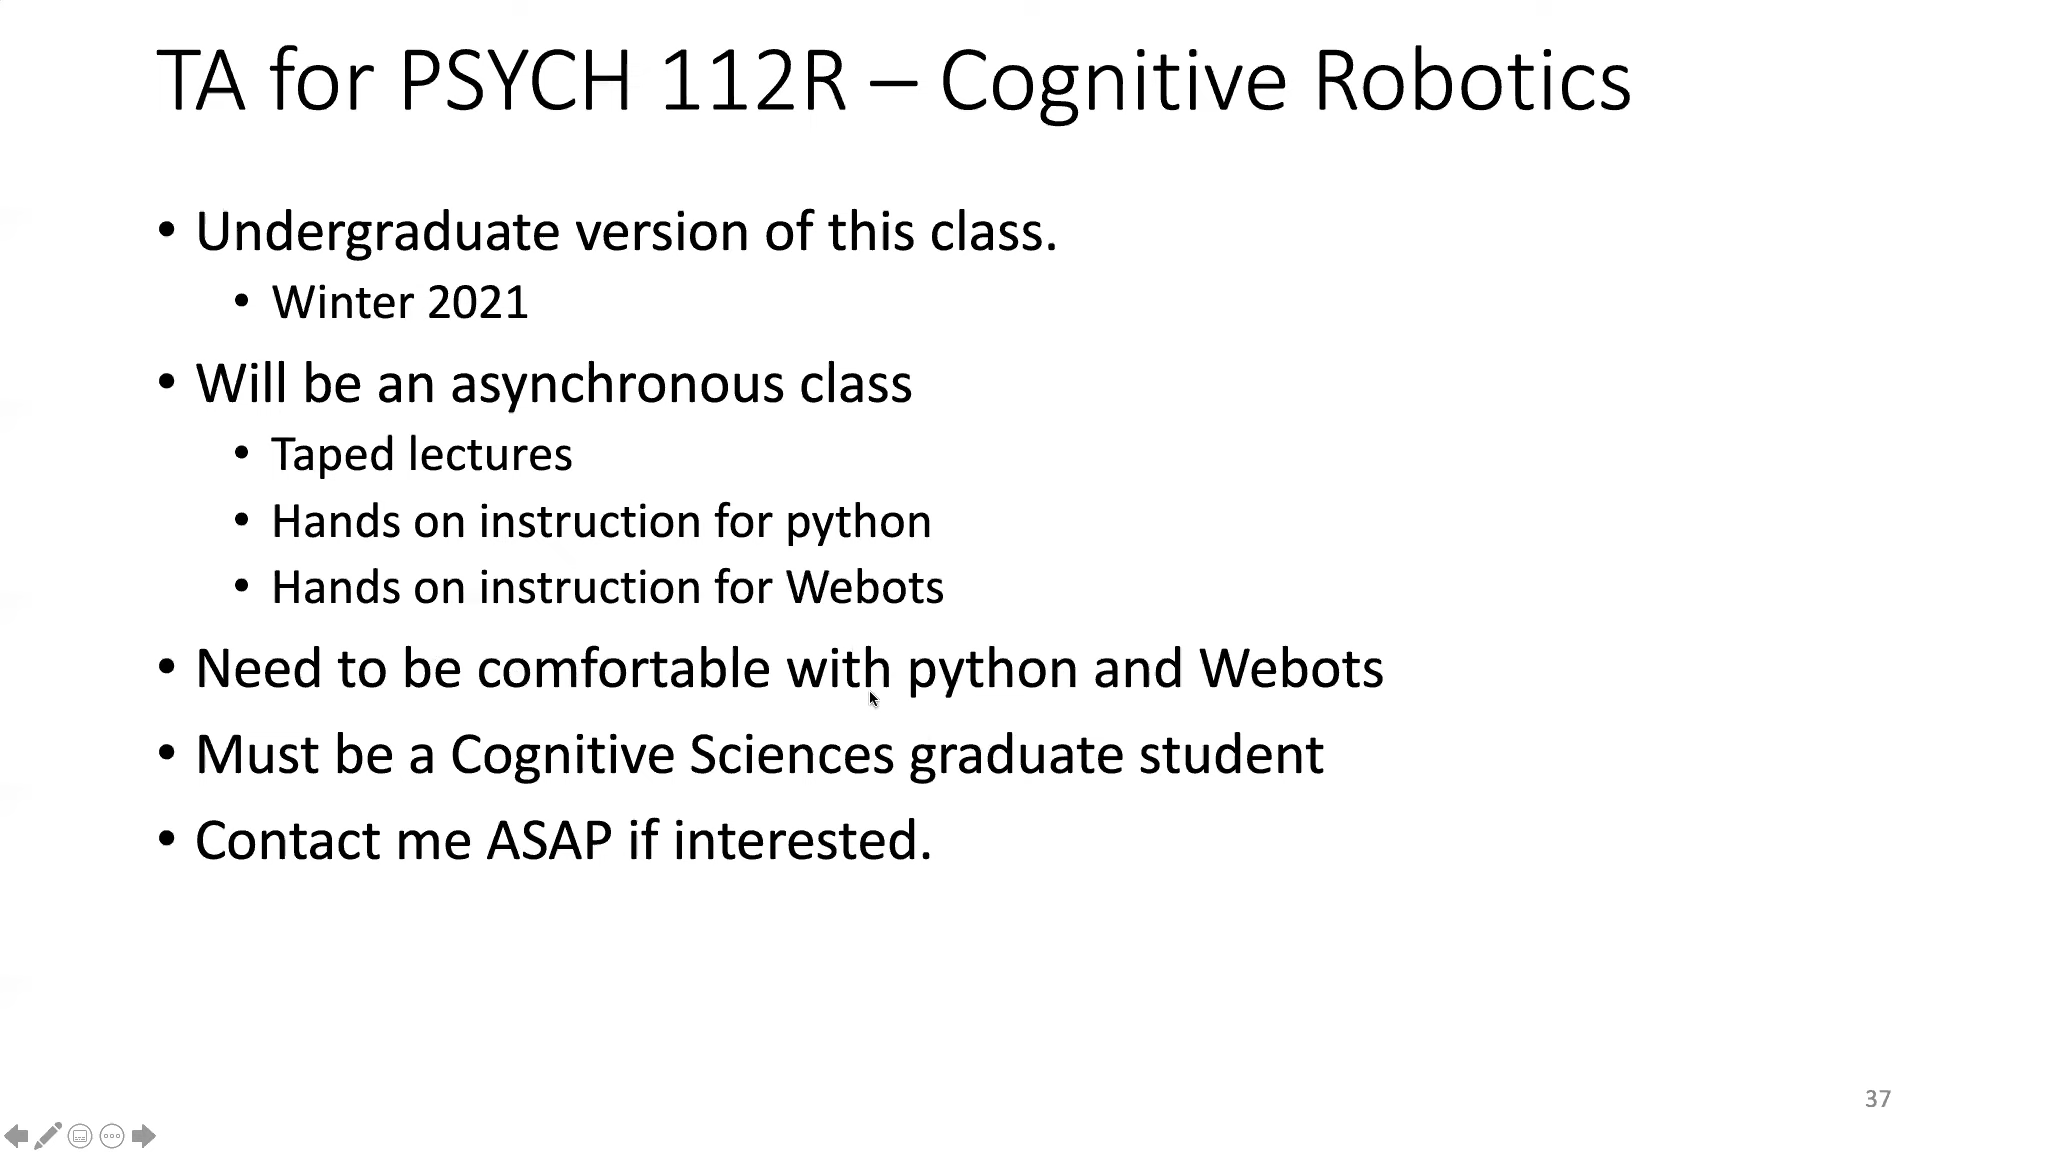 TA for PSYCH 112R – Cognitive Robotics
• Undergraduate version of this class.
• Winter 2021
• Will be an asynchronous class
• Taped lectures
• Hands on instruction for python
• Hands on instruction for Webots
• Need to be comfortable with python and Webots
• Must be a Cognitive Sciences graduate student
• Contact me ASAP if interested.
37